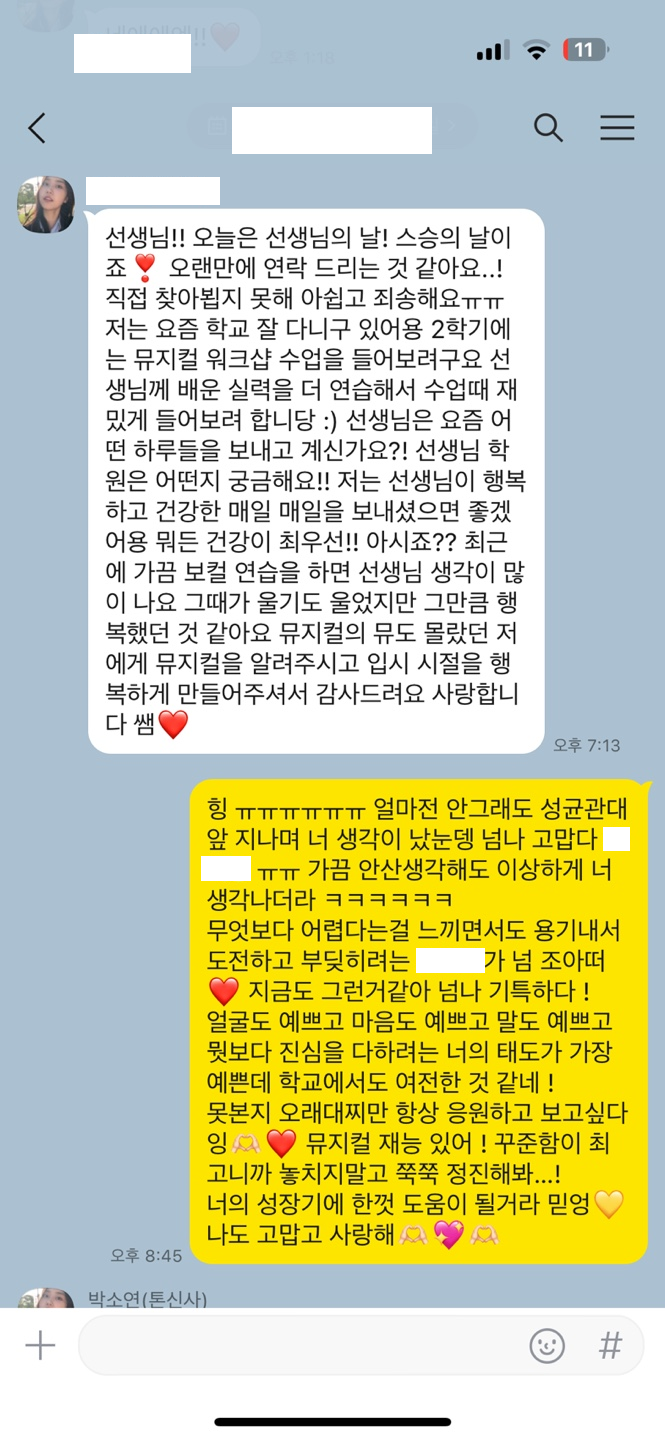 네에에엥!!❤️
오후 1:18
11
선생님!! 오늘은 선생님의 날! 스승의 날이
죠❣️ 오랜만에 연락 드리는 것 같아요..!
직접 찾아뵙지 못해 아쉽고 죄송해요ㅠㅠ
저는 요즘 학교 잘 다니구 있어용 2학기에
는 뮤지컬 워크샵 수업을 들어보려구요 선
생님께 배운 실력을 더 연습해서 수업때 재
밌게 들어보려 합니당 :) 선생님은 요즘 어
떤 하루들을 보내고 계신가요?! 선생님 학
원은 어떤지 궁금해요!! 저는 선생님이 행복
하고 건강한 매일 매일을 보내셨으면 좋겠
어용 뭐든 건강이 최우선!! 아시죠?? 최근
에 가끔 보컬 연습을 하면 선생님 생각이 많
이 나요 그때가 울기도 울었지만 그만큼 행
복했던 것 같아요 뮤지컬의 뮤도 몰랐던 저
에게 뮤지컬을 알려주시고 입시 시절을 행
복하게 만들어주셔서 감사드려요 사랑합니
다 쌤❤️
오후 7:13
힝 ㅠㅠㅠㅠㅠㅠ 얼마전 안그래도 성균관대
앞 지나며 너 생각이 났눈뎅 넘나 고맙다
ㅠㅠ 가끔 안산생각해도 이상하게 너
생각나더라 ㅋㅋㅋㅋㅋㅋ
무엇보다 어렵다는걸 느끼면서도 용기내서
도전하고 부딪히려는 가 넘 조아떠
❤️ 지금도 그런거같아 넘나 기특하다 !
얼굴도 예쁘고 마음도 예쁘고 말도 예쁘고
뭣보다 진심을 다하려는 너의 태도가 가장
예쁜데 학교에서도 여전한 것 같네 !
못본지 오래대찌만 항상 응원하고 보고싶다
잉🫶🏻❤️ 뮤지컬 재능 있어 ! 꾸준함이 최
고니까 놓치지말고 쭉쭉 정진해봐...!
너의 성장기에 한껏 도움이 될거라 믿엉💛
나도 고맙고 사랑해🫶🏻💖🫶🏻
오후 8:45
박소연(톤신사)
#